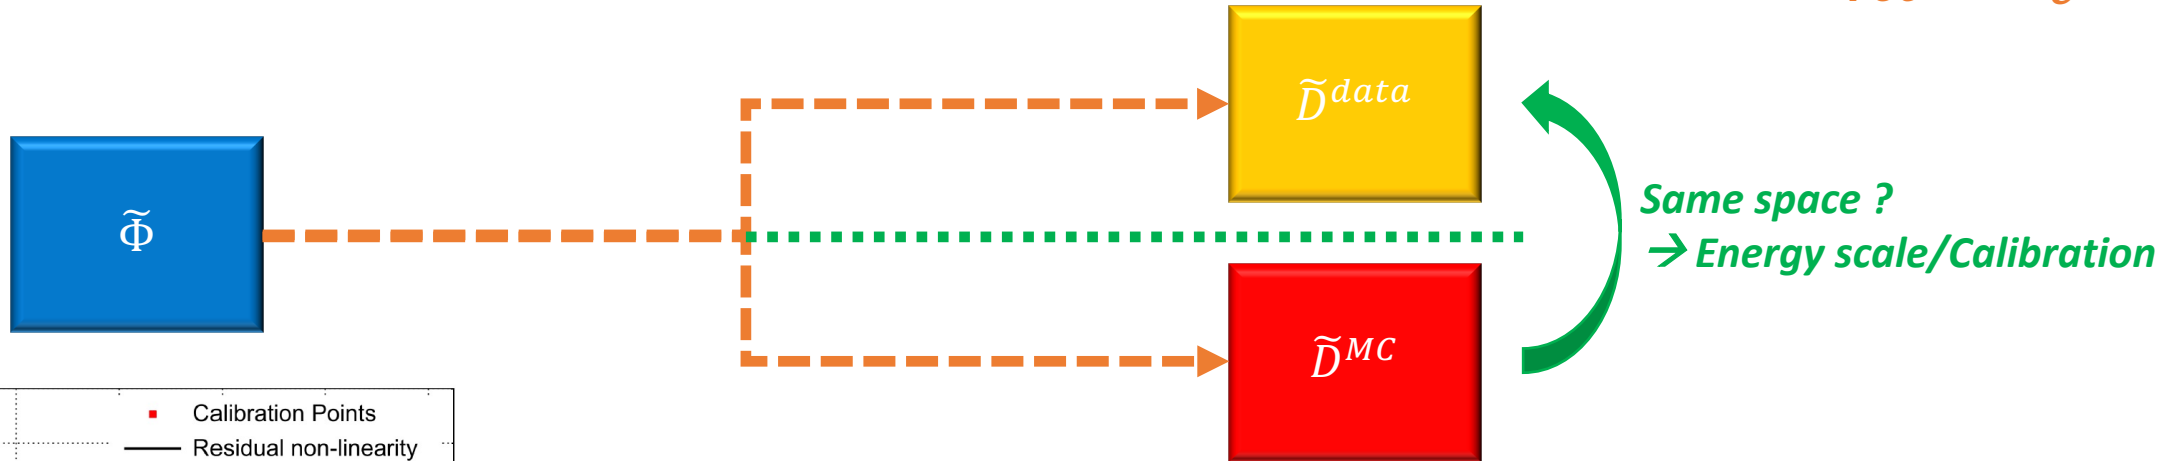 D̃^data
Φ̃
Same space ?
→ Energy scale/Calibration
D̃^MC
Calibration Points
Residual non-linearity